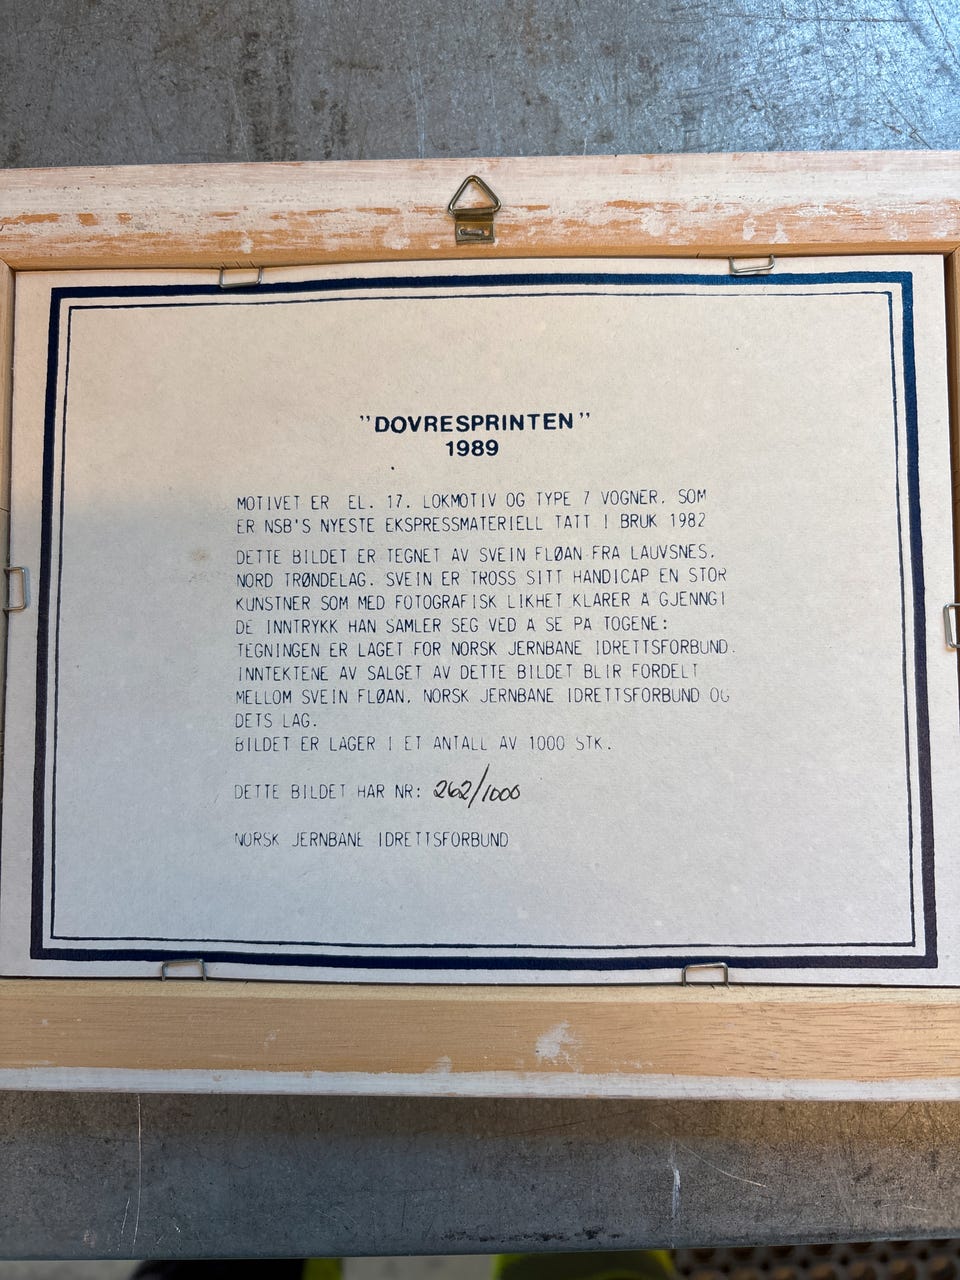 "DOVRESPRINTEN"
1989
MOTIVET ER EL. 17. LOKMOTIV OG TYPE 7 VOGNER. SOM
ER NSB'S NYESTE EKSPRESSMATERIELL TATT I BRUK 1982
DETTE BILDET ER TEGNET AV SVEIN FLØAN FRA LAUVSNES.
NORD TRØNDELAG. SVEIN ER TROSS SITT HANDICAP EN STOR
KUNSTNER SOM MED FOTOGRAFISK LIKHET KLARER A GJENNGI
DE INNTRYKK HAN SAMLER SEG VED A SE PA TOGENE:
TEGNINGEN ER LAGET FOR NORSK JERNBANE IDRETTSFORBUND.
INNTEKTENE AV SALGET AV DETTE BILDET BLIR FORDELT
MELLOM SVEIN FLØAN. NORSK JERNBANE IDRETTSFORBUND OG
DETS LAG.
BILDET ER LAGER I ET ANTALL AV 1000 STK.
DETTE BILDET HAR NR: 262/1000
NORSK JERNBANE IDRETTSFORBUND